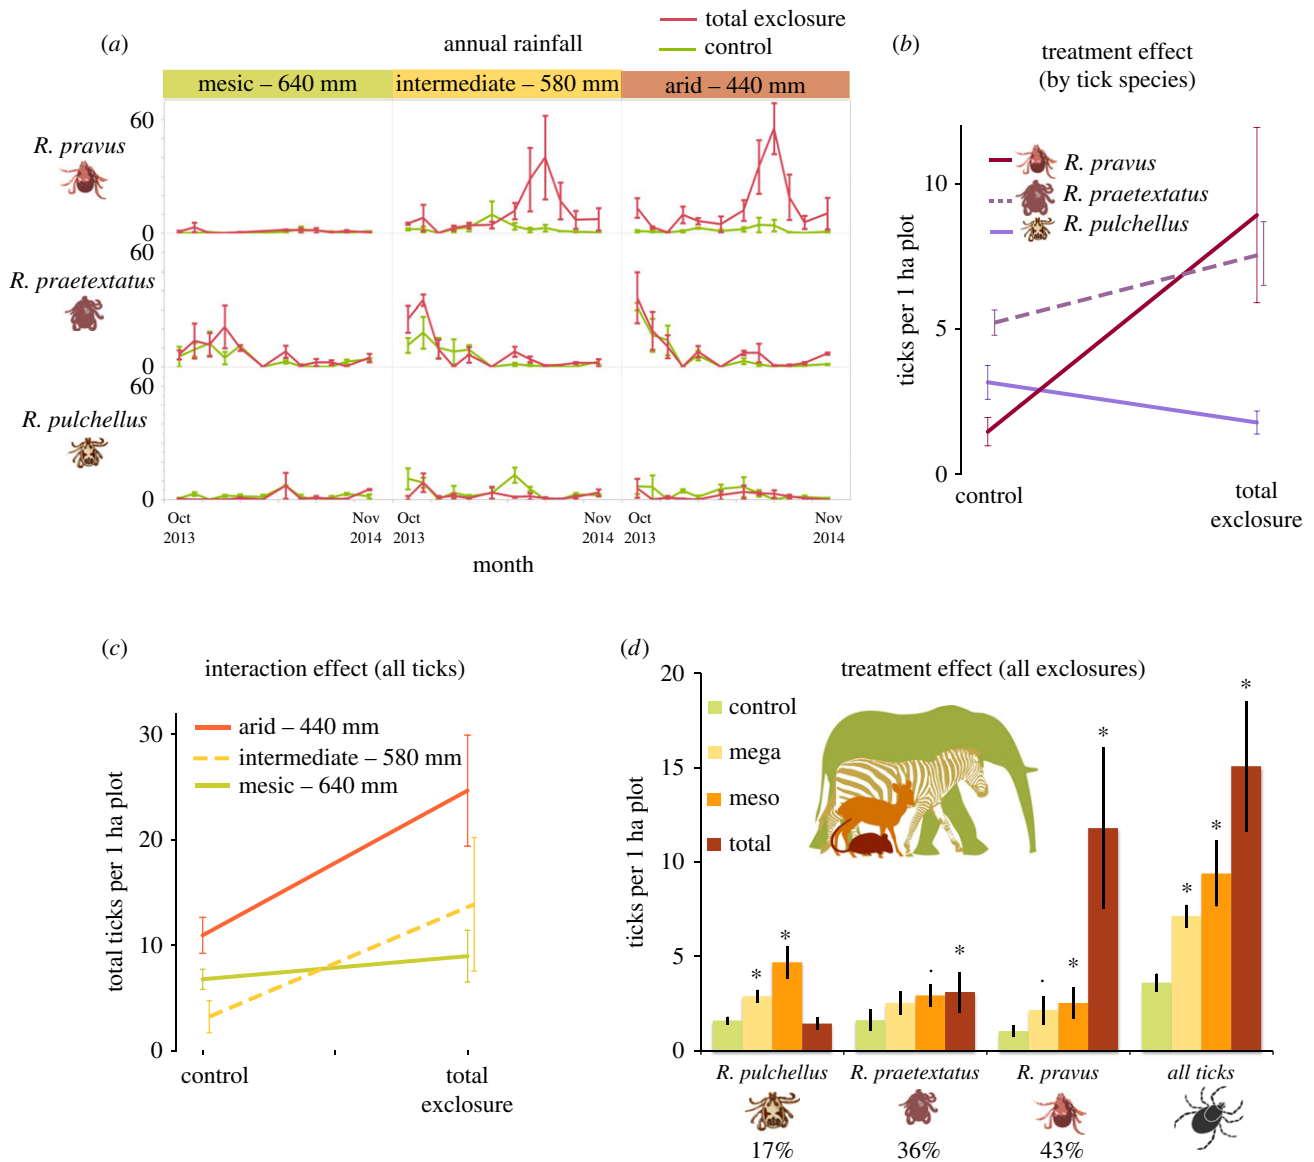 (a)
annual rainfall
total exclosure
control
mesic – 640 mm
intermediate – 580 mm
arid – 440 mm
R. pravus
60
0
R. praetextatus
60
0
R. pulchellus
60
0
Oct
2013
Nov
2014
Oct
2013
Nov
2014
Oct
2013
Nov
2014
month
(b)
treatment effect
(by tick species)
R. pravus
R. praetextatus
R. pulchellus
ticks per 1 ha plot
10
5
0
control
total
exclosure
(c)
interaction effect (all ticks)
arid – 440 mm
intermediate – 580 mm
mesic – 640 mm
total ticks per 1 ha plot
30
20
10
0
control
total
exclosure
(d)
treatment effect (all exclosures)
control
mega
meso
total
ticks per 1 ha plot
20
15
10
5
0
* *
. *
. * *
* * *
R. pulchellus
R. praetextatus
R. pravus
all ticks
17%
36%
43%